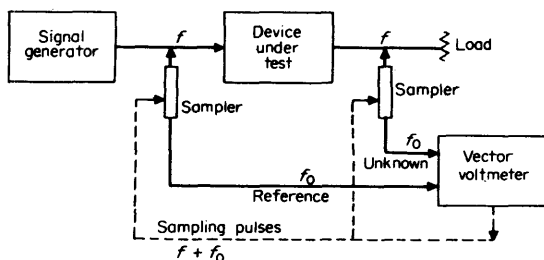 Signal
generator
f
Device
under
test
f
Load
Sampler
Sampler
f₀
Unknown
Vector
voltmeter
f₀
Reference
Sampling pulses
f + f₀